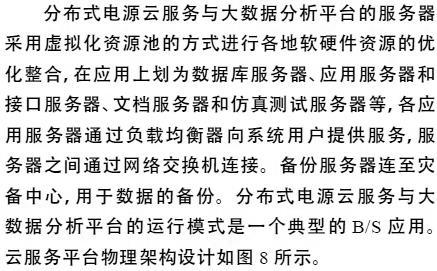 分布式电源云服务与大数据分析平台的服务器
采用虚拟化资源池的方式进行各地软硬件资源的优
化整合,在应用上划为数据库服务器、应用服务器和
接口服务器、文档服务器和仿真测试服务器等,各应
用服务器通过负载均衡器向系统用户提供服务,服
务器之间通过网络交换机连接。备份服务器连至灾
备中心,用于数据的备份。分布式电源云服务与大
数据分析平台的运行模式是一个典型的 B/S 应用。
云服务平台物理架构设计如图 8 所示。